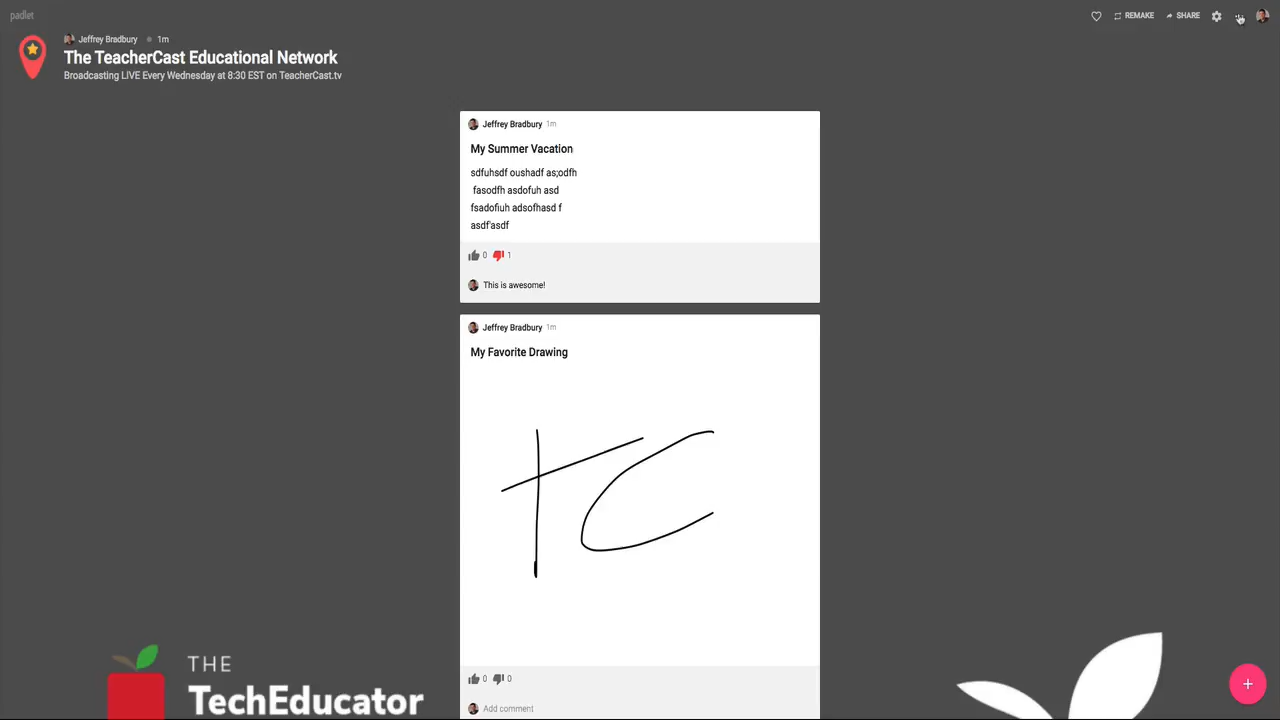 padlet
REMAKE
SHARE
Jeffrey Bradbury 1m
The TeacherCast Educational Network
Broadcasting LIVE Every Wednesday at 8:30 EST on TeacherCast.tv
Jeffrey Bradbury 1m
My Summer Vacation
sdfuhsdf oushadf as;odfh
fasodfh asdofuh asd
fsadofiuh adsofhasd f
asdf'asdf
0 1
This is awesome!
Jeffrey Bradbury 1m
My Favorite Drawing
TC
0 0
Add comment
THE
TechEducator